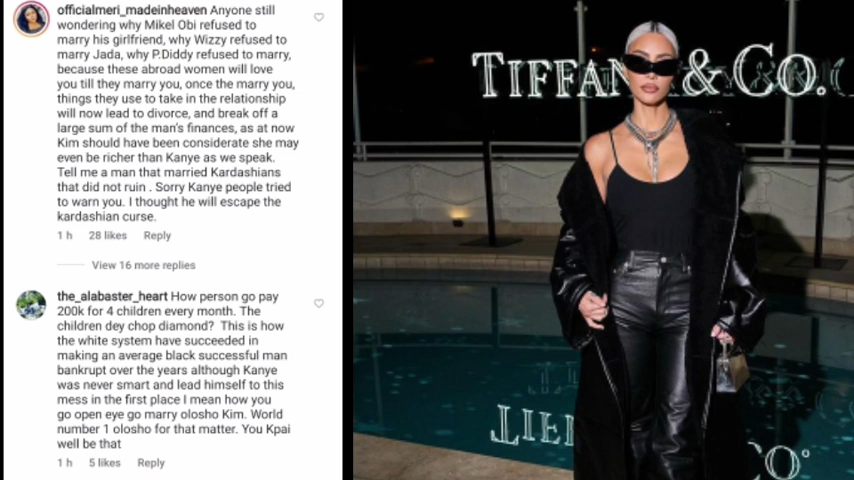 officialmeri_madeinheaven Anyone still
wondering why Mikel Obi refused to
marry his girlfriend, why Wizzy refused to
marry Jada, why P.Diddy refused to marry,
because these abroad women will love
you till they marry you, once the marry you,
things they use to take in the relationship
will now lead to divorce, and break off a
large sum of the man's finances, as at now
Kim should have been considerate she may
even be richer than Kanye as we speak.
Tell me a man that married Kardashians
that did not ruin . Sorry Kanye people tried
to warn you. I thought he will escape the
kardashian curse.
1 h 28 likes Reply
View 16 more replies
the_alabaster_heart How person go pay
200k for 4 children every month. The
children dey chop diamond? This is how
the white system have succeeded in
making an average black successful man
bankrupt over the years although Kanye
was never smart and lead himself to this
mess in the first place I mean how you
go open eye go marry olosho Kim. World
number 1 olosho for that matter. You Kpai
well be that
1 h 5 likes Reply
TIFFAN & CO.